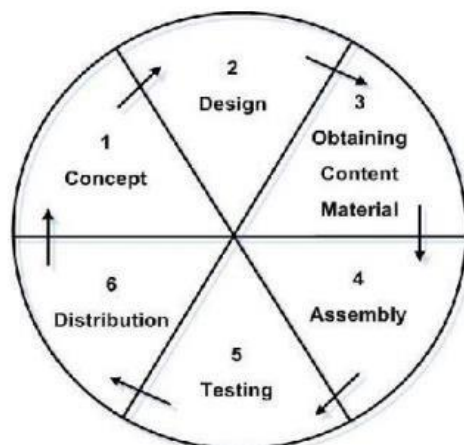 1
Concept
2
Design
3
Obtaining
Content
Material
4
Assembly
5
Testing
6
Distribution